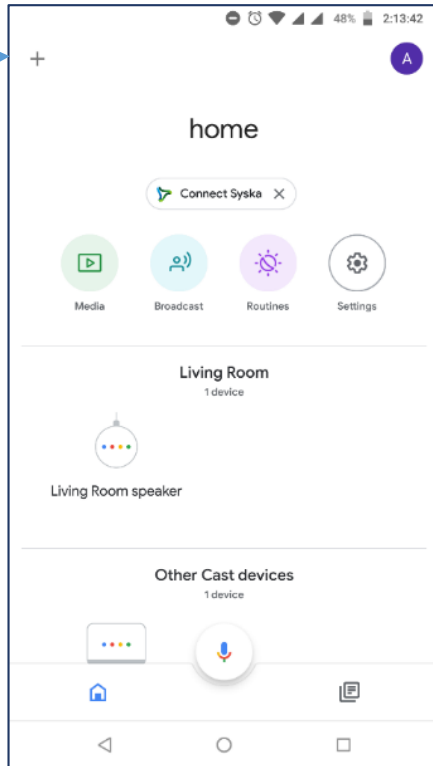 48% 2:13:42
+ A
home
Connect Syska X
Media Broadcast Routines Settings
Living Room
1 device
Living Room speaker
Other Cast devices
1 device